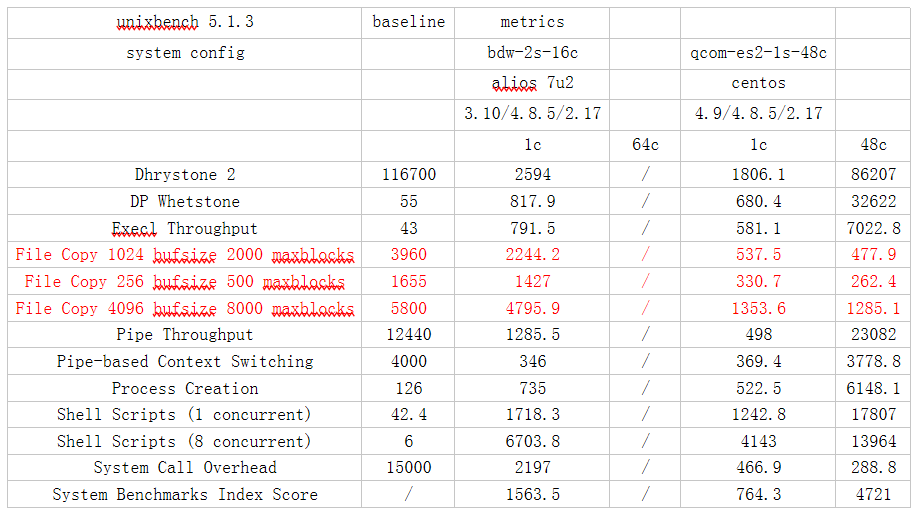 unixbench 5.1.3 baseline metrics
system config bdw-2s-16c qcom-es2-1s-48c
alios 7u2 centos
3.10/4.8.5/2.17 4.9/4.8.5/2.17
1c 64c 1c 48c
Dhrystone 2 116700 2594 / 1806.1 86207
DP Whetstone 55 817.9 / 680.4 32622
Execl Throughput 43 791.5 / 581.1 7022.8
File Copy 1024 bufsize 2000 maxblocks 3960 2244.2 / 537.5 477.9
File Copy 256 bufsize 500 maxblocks 1655 1427 / 330.7 262.4
File Copy 4096 bufsize 8000 maxblocks 5800 4795.9 / 1353.6 1285.1
Pipe Throughput 12440 1285.5 / 498 23082
Pipe-based Context Switching 4000 346 / 369.4 3778.8
Process Creation 126 735 / 522.5 6148.1
Shell Scripts (1 concurrent) 42.4 1718.3 / 1242.8 17807
Shell Scripts (8 concurrent) 6 6703.8 / 4143 13964
System Call Overhead 15000 2197 / 466.9 288.8
System Benchmarks Index Score / 1563.5 / 764.3 4721